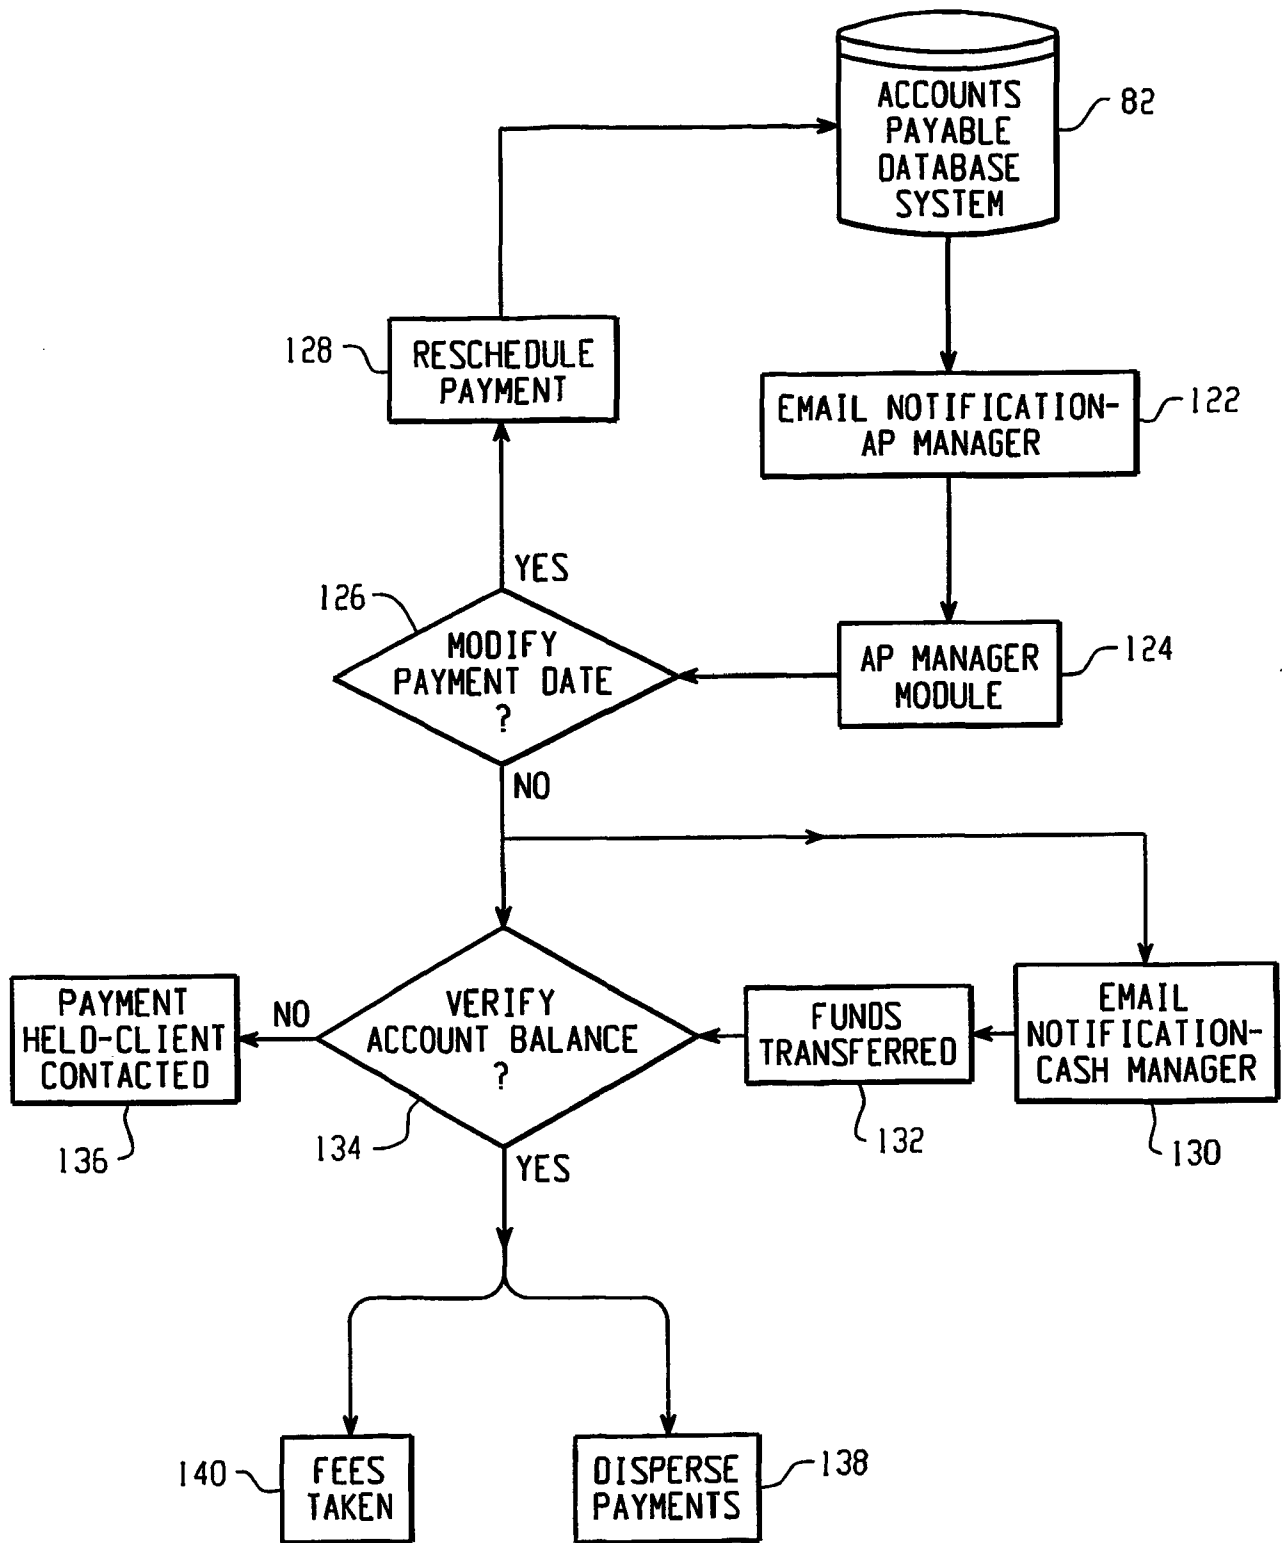 ACCOUNTS
PAYABLE
DATABASE
SYSTEM
82
128
RESCHEDULE
PAYMENT
EMAIL NOTIFICATION-
AP MANAGER
122
YES
126
MODIFY
PAYMENT DATE
?
AP MANAGER
MODULE
124
NO
PAYMENT
HELD-CLIENT
CONTACTED
136
NO
VERIFY
ACCOUNT BALANCE
?
134
FUNDS
TRANSFERRED
132
EMAIL
NOTIFICATION-
CASH MANAGER
130
YES
140
FEES
TAKEN
DISPERSE
PAYMENTS
138